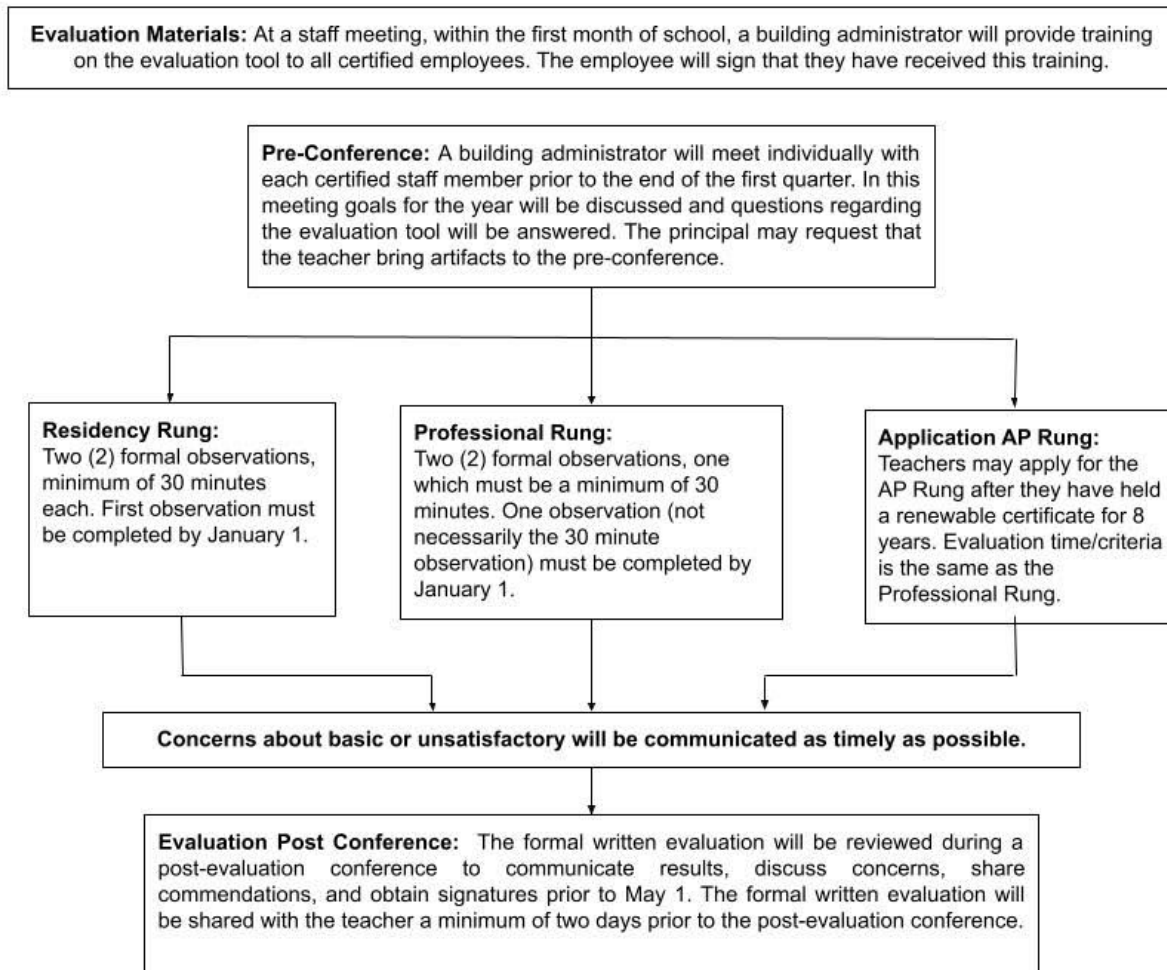 Evaluation Materials: At a staff meeting, within the first month of school, a building administrator will provide training
on the evaluation tool to all certified employees. The employee will sign that they have received this training.
Pre-Conference: A building administrator will meet individually with
each certified staff member prior to the end of the first quarter. In this
meeting goals for the year will be discussed and questions regarding
the evaluation tool will be answered. The principal may request that
the teacher bring artifacts to the pre-conference.
Residency Rung:
Two (2) formal observations,
minimum of 30 minutes
each. First observation must
be completed by January 1.
Professional Rung:
Two (2) formal observations, one
which must be a minimum of 30
minutes. One observation (not
necessarily the 30 minute
observation) must be completed by
January 1.
Application AP Rung:
Teachers may apply for the
AP Rung after they have held
a renewable certificate for 8
years. Evaluation time/criteria
is the same as the
Professional Rung.
Concerns about basic or unsatisfactory will be communicated as timely as possible.
Evaluation Post Conference: The formal written evaluation will be reviewed during a
post-evaluation conference to communicate results, discuss concerns, share
commendations, and obtain signatures prior to May 1. The formal written evaluation will
be shared with the teacher a minimum of two days prior to the post-evaluation conference.